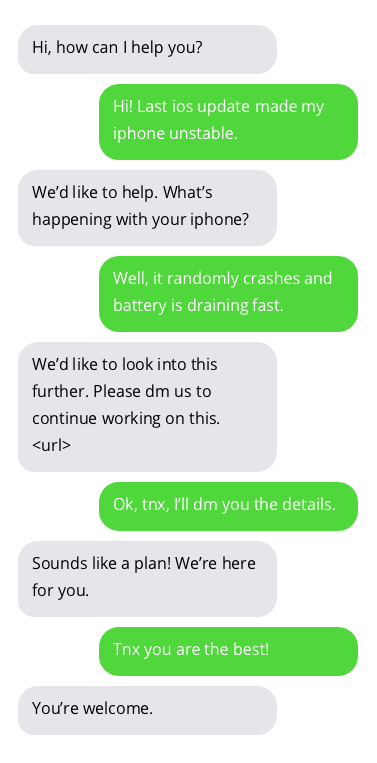 Hi, how can I help you?
Hi! Last ios update made my
iphone unstable.
We’d like to help. What’s
happening with your iphone?
Well, it randomly crashes and
battery is draining fast.
We’d like to look into this
further. Please dm us to
continue working on this.
<url>
Ok, tnx, I’ll dm you the details.
Sounds like a plan! We’re here
for you.
Tnx you are the best!
You’re welcome.